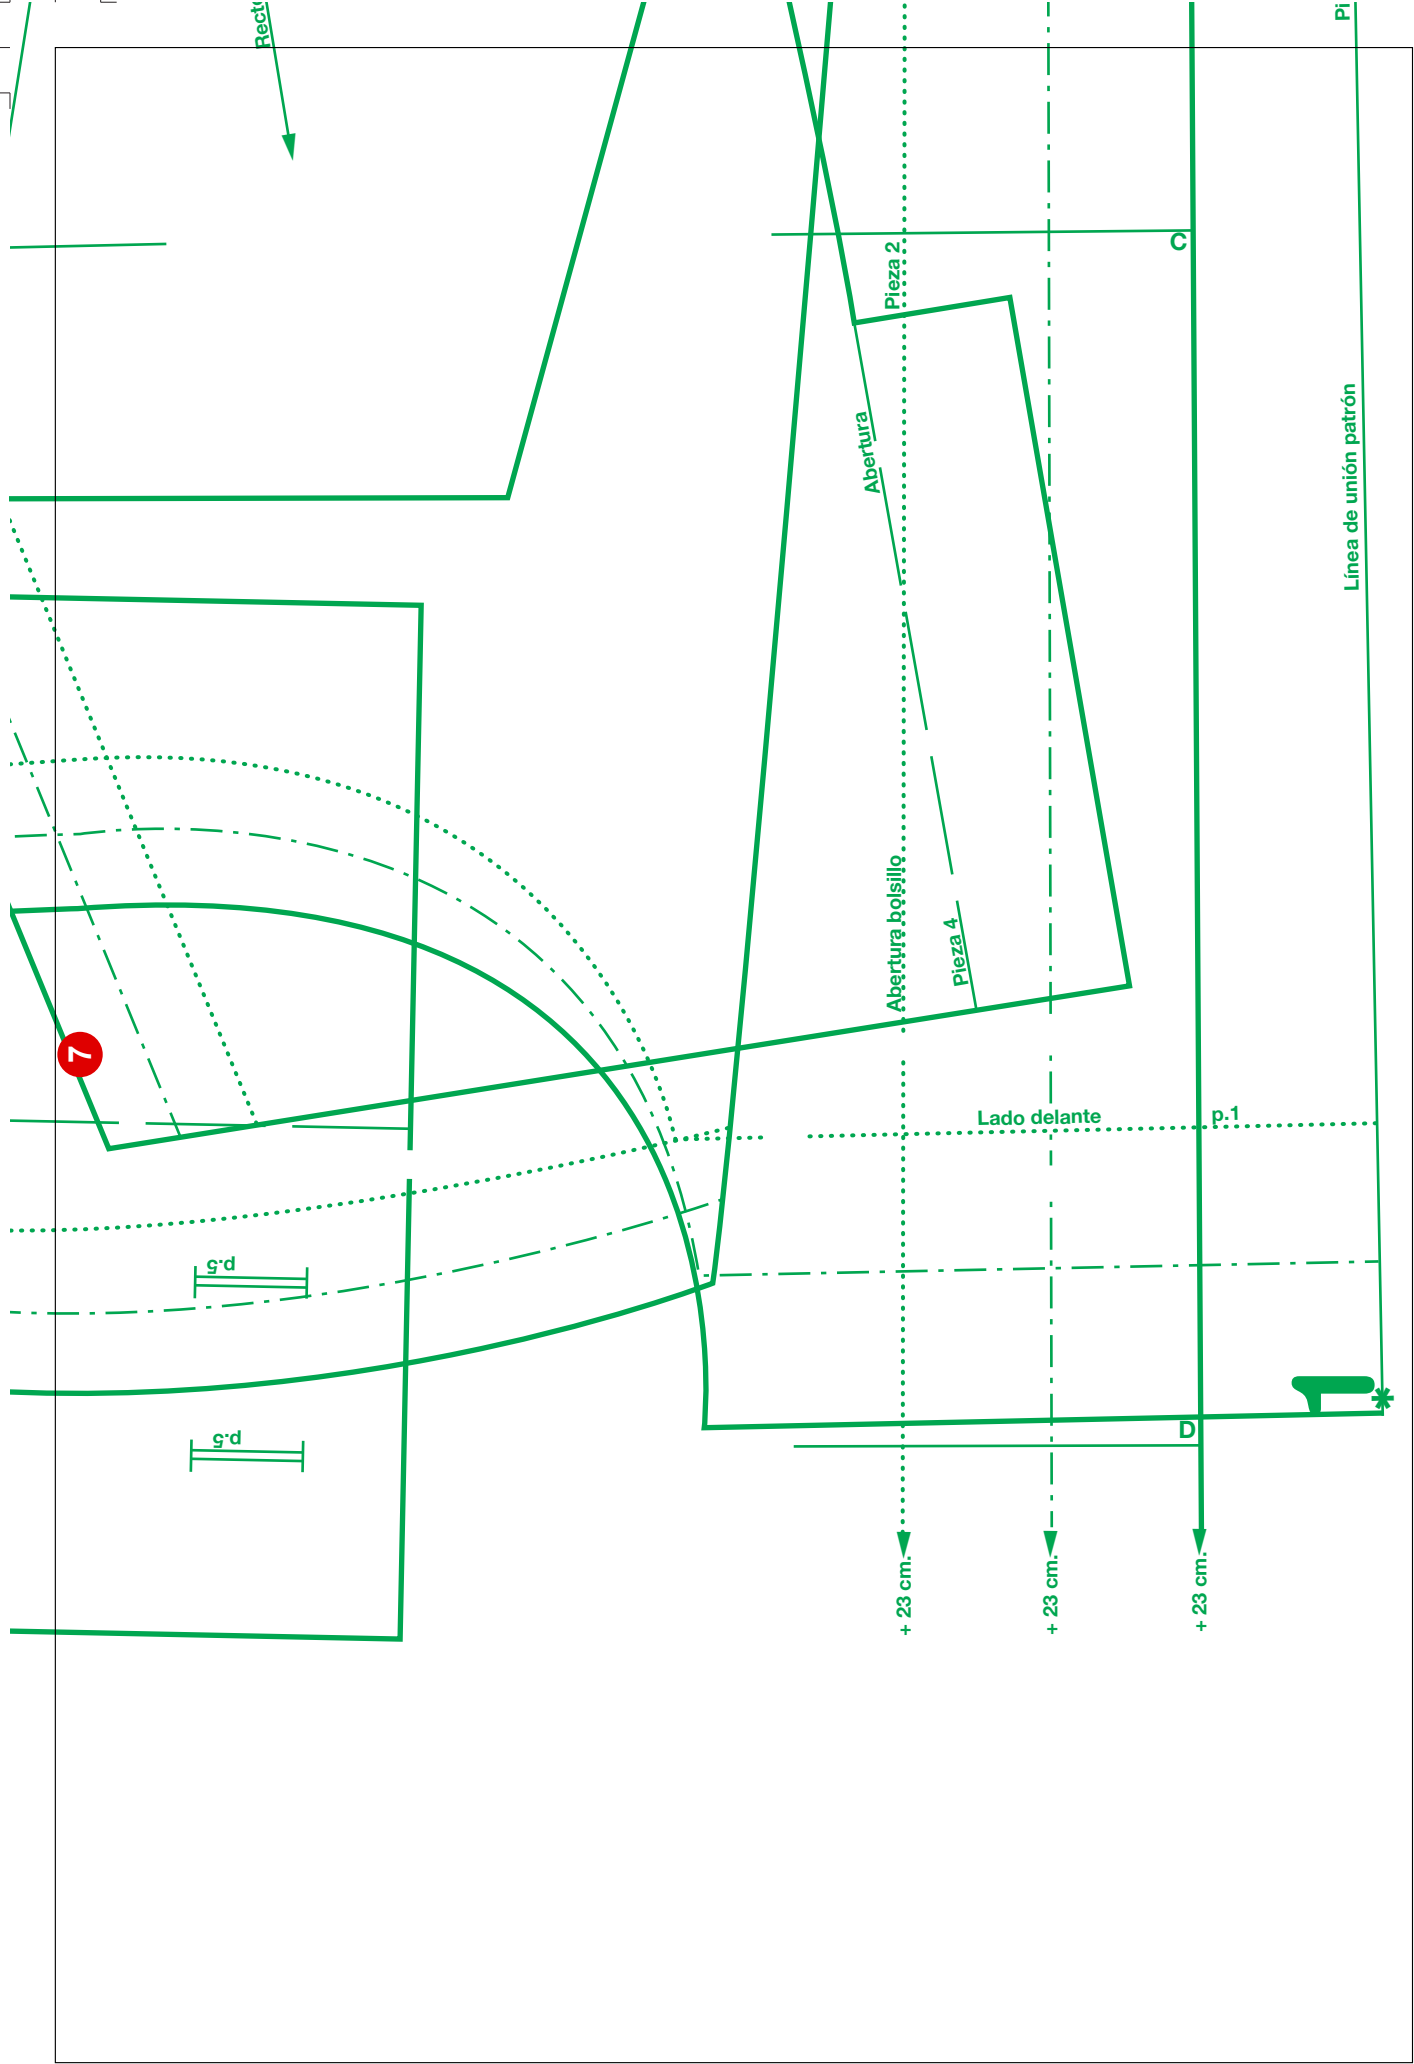 Pieza 2
C
Abertura
Línea de unión patrón
Abertura bolsillo
Pieza 4
7
Lado delante
p.1
p.5
p.5
1
*
D
+ 23 cm.
+ 23 cm.
+ 23 cm.